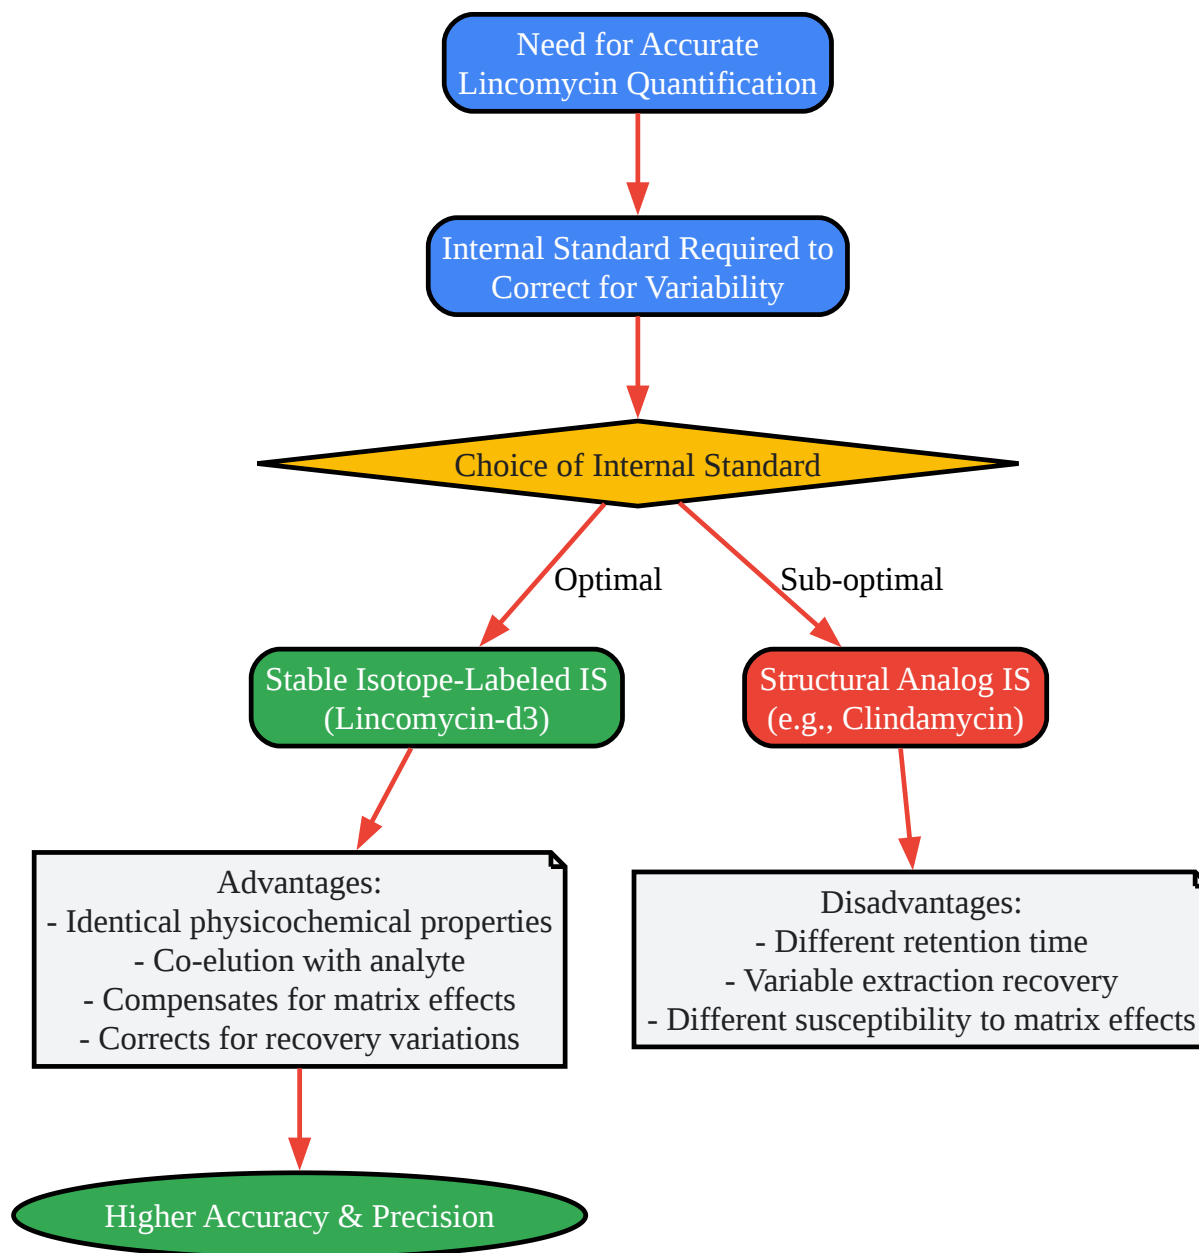 Need for Accurate
Lincomycin Quantification
Internal Standard Required to
Correct for Variability
Choice of Internal Standard
Optimal
Sub-optimal
Stable Isotope-Labeled IS
(Lincomycin-d3)
Structural Analog IS
(e.g., Clindamycin)
Advantages:
- Identical physicochemical properties
- Co-elution with analyte
- Compensates for matrix effects
- Corrects for recovery variations
Disadvantages:
- Different retention time
- Variable extraction recovery
- Different susceptibility to matrix effects
Higher Accuracy & Precision